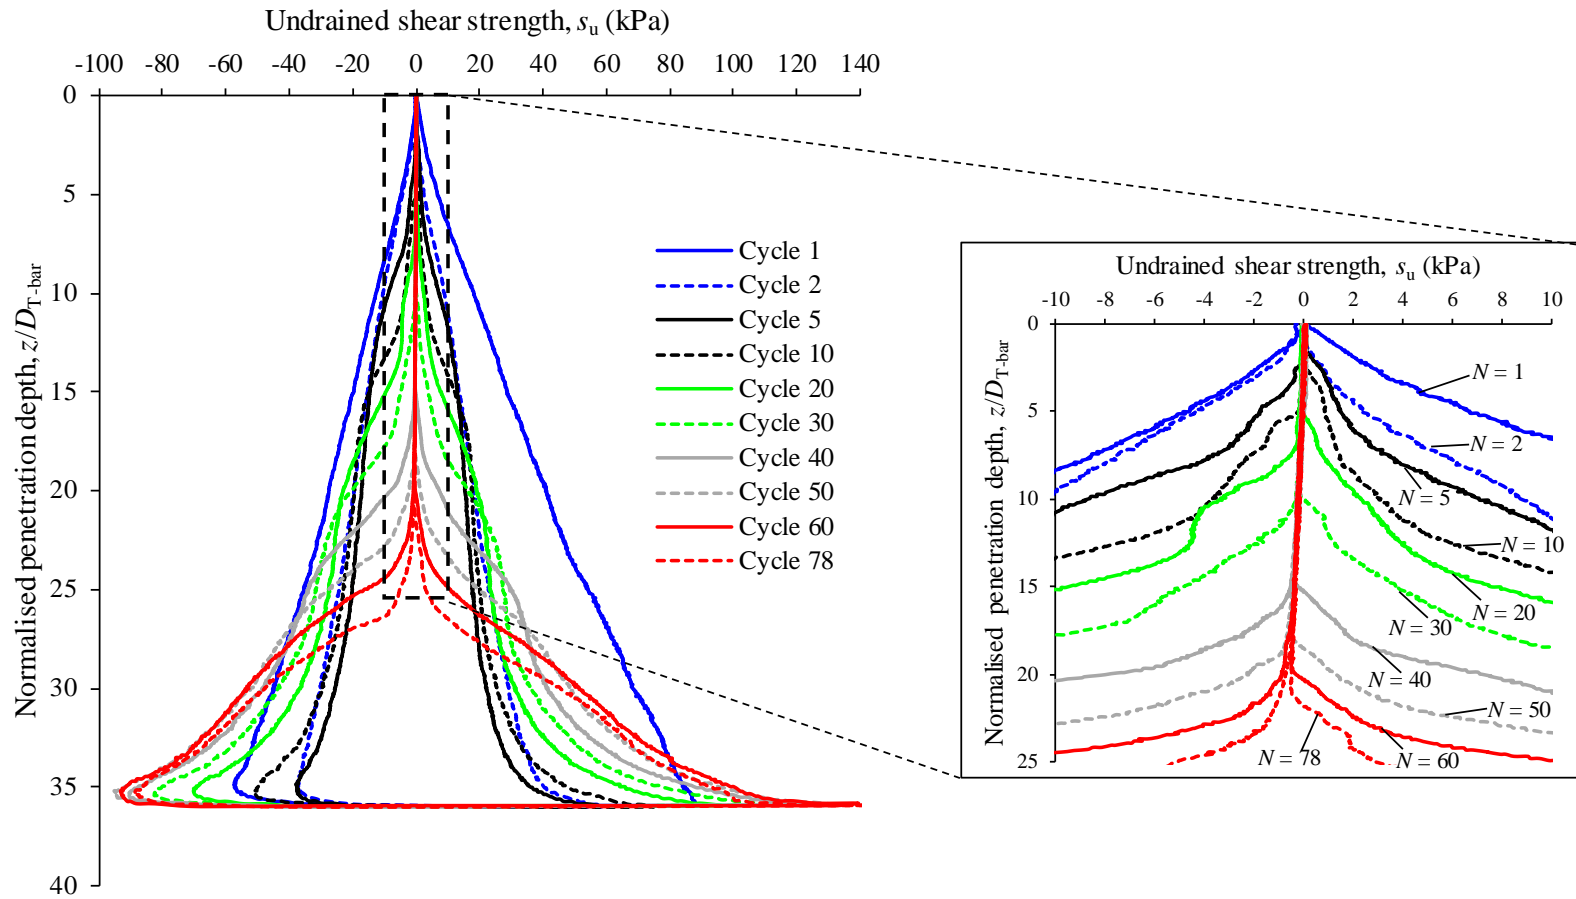 Undrained shear strength, su (kPa)
-100 -80 -60 -40 -20 0 20 40 60 80 100 120 140
Normalised penetration depth, z/DT-bar
0
5
10
15
20
25
30
35
40
Cycle 1
Cycle 2
Cycle 5
Cycle 10
Cycle 20
Cycle 30
Cycle 40
Cycle 50
Cycle 60
Cycle 78
Undrained shear strength, su (kPa)
-10 -8 -6 -4 -2 0 2 4 6 8 10
Normalised penetration depth, z/DT-bar
0
5
10
15
20
25
N = 1
N = 2
N = 5
N = 10
N = 20
N = 30
N = 40
N = 50
N = 78
N = 60